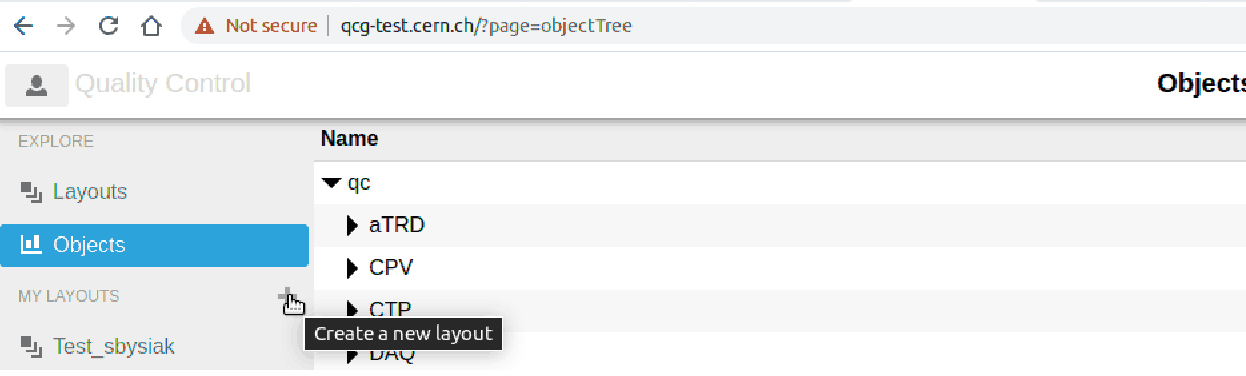 Not secure | qcg-test.cern.ch/?page=objectTree
Quality Control
Objects
EXPLORE
Layouts
Objects
MY LAYOUTS
Test_sbysiak
Name
qc
aTRD
CPV
CTP
Create a new layout
DAQ